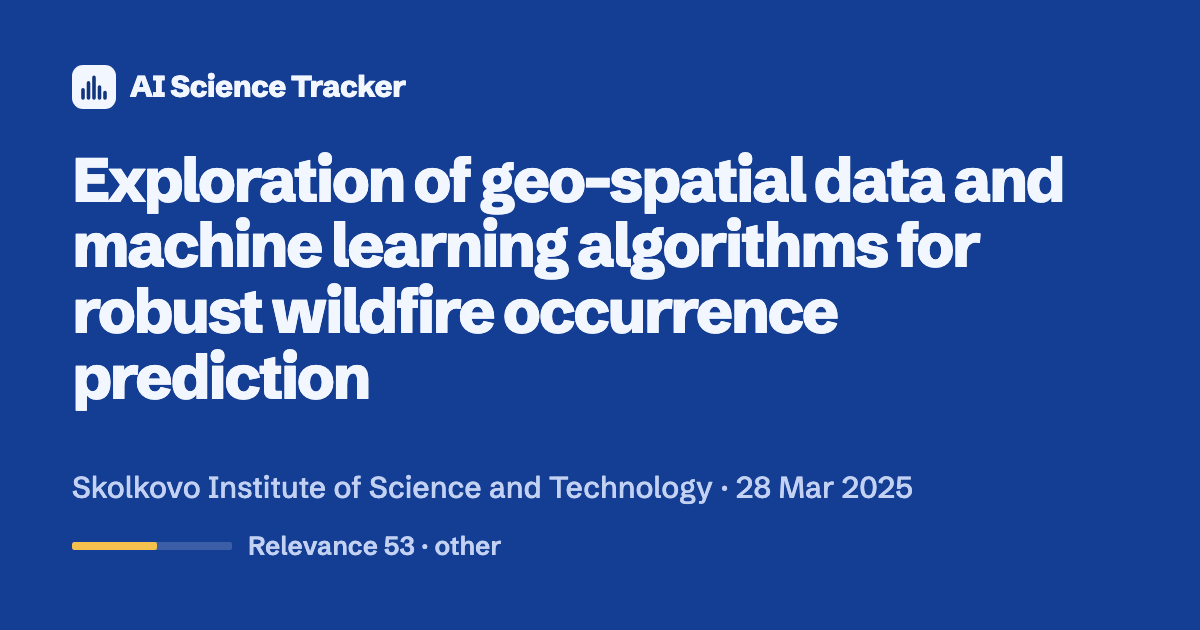 AI Science Tracker
Exploration of geo-spatial data and
machine learning algorithms for
robust wildfire occurrence
prediction
Skolkovo Institute of Science and Technology · 28 Mar 2025
Relevance 53 · other